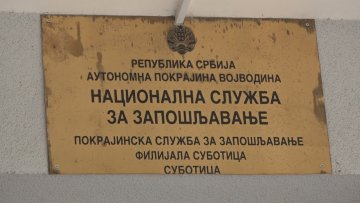 РЕПУБЛИКА СРБИЈА
АУТОНОМНА ПОКРАЈИНА ВОЈВОДИНА
НАЦИОНАЛНА СЛУЖБА
ЗА ЗАПОШЉАВАЊЕ
ПОКРАЈИНСКА СЛУЖБА ЗА ЗАПОШЉАВАЊЕ
ФИЛИЈАЛА СУБОТИЦА
СУБОТИЦА